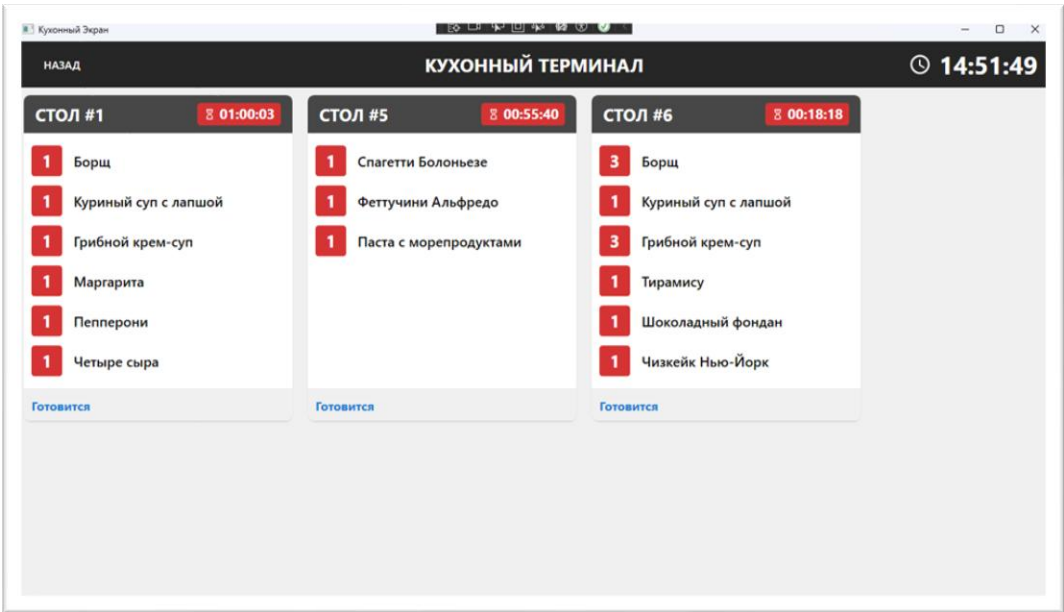 Кухонный Экран
НАЗАД
КУХОННЫЙ ТЕРМИНАЛ
14:51:49
СТОЛ #1
01:00:03
1 Борщ
1 Куриный суп с лапшой
1 Грибной крем-суп
1 Маргарита
1 Пепперони
1 Четыре сыра
Готовится
СТОЛ #5
00:55:40
1 Спагетти Болоньезе
1 Феттучини Альфредо
1 Паста с морепродуктами
Готовится
СТОЛ #6
00:18:18
3 Борщ
1 Куриный суп с лапшой
3 Грибной крем-суп
1 Тирамису
1 Шоколадный фондан
1 Чизкейк Нью-Йорк
Готовится